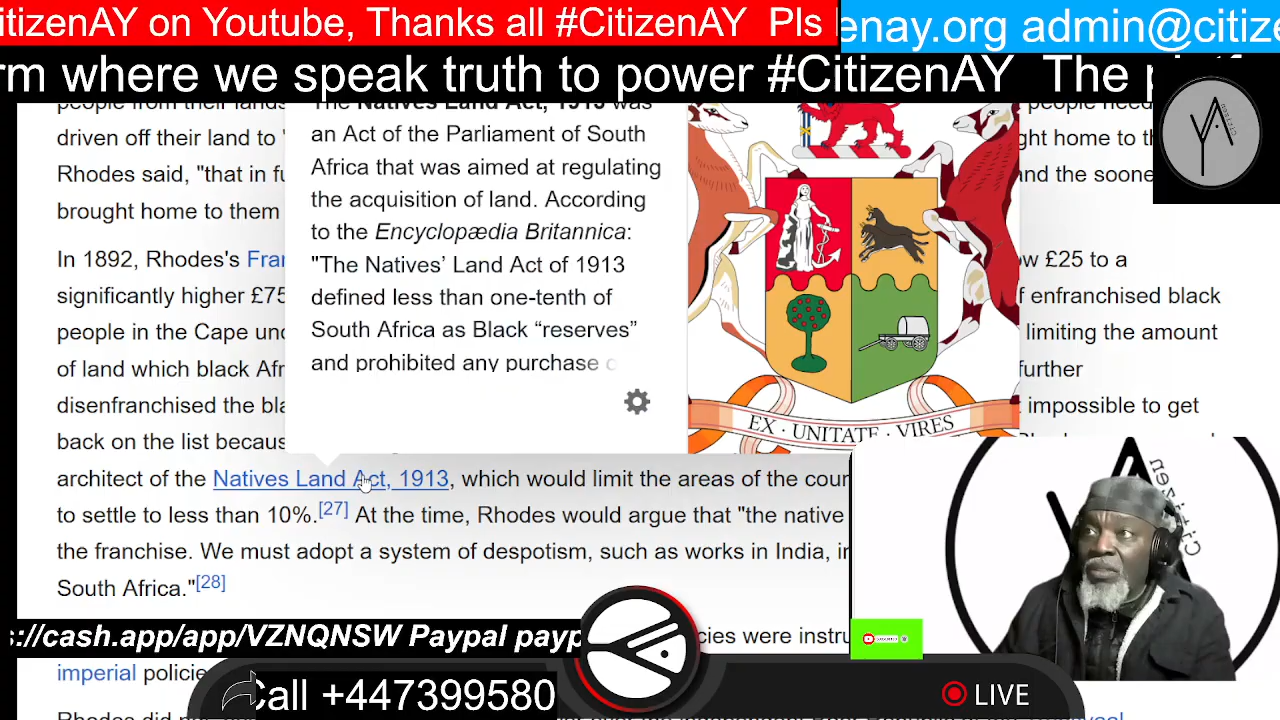 itizenAY on Youtube, Thanks all #CitizenAY Pls
enay.org admin@citize
rm where we speak truth to power #CitizenAY The
people from their lands
driven off their land to
Rhodes said, "that in fu
brought home to them
In 1892, Rhodes's Fran
significantly higher £75
people in the Cape und
of land which black Afr
disenfranchised the bla
back on the list becaus
The Natives Land Act, 1913 was
an Act of the Parliament of South
Africa that was aimed at regulating
the acquisition of land. According
to the Encyclopædia Britannica:
"The Natives’ Land Act of 1913
defined less than one-tenth of
South Africa as Black “reserves”
and prohibited any purchase
EX · UNITATE · VIRES
people need
ght home to th
and the soone
ow £25 to a
f enfranchised black
limiting the amount
further
impossible to get
architect of the Natives Land Act, 1913, which would limit the areas of the cour
to settle to less than 10%.[27] At the time, Rhodes would argue that "the native
the franchise. We must adopt a system of despotism, such as works in India, in
South Africa."[28]
Citizen
s://cash.app/app/VZNQNSW Paypal payp
cies were instru
imperial policie
Call +447399580
LIVE